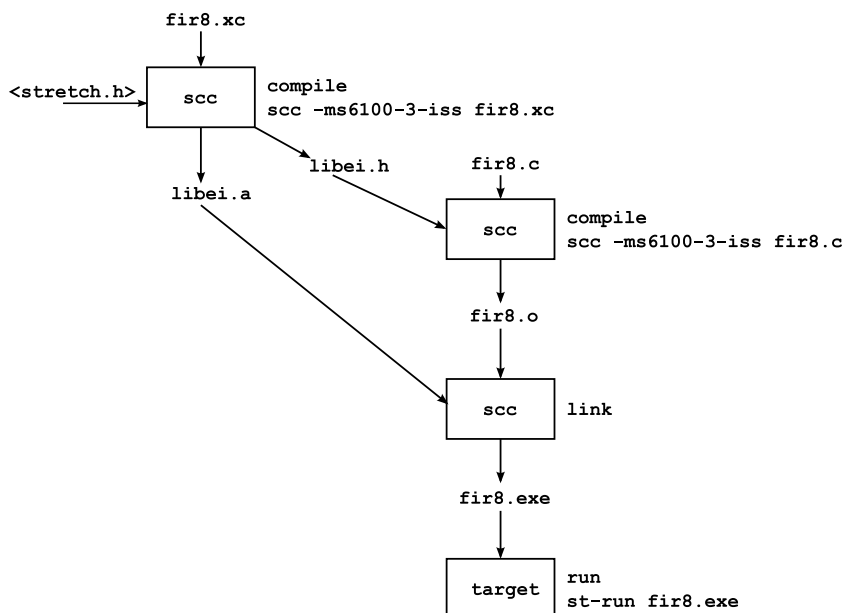 fir8.xc
<stretch.h>
scc
compile
scc -ms6100-3-iss fir8.xc
libei.h
libei.a
fir8.c
scc
compile
scc -ms6100-3-iss fir8.c
fir8.o
scc
link
fir8.exe
target
run
st-run fir8.exe